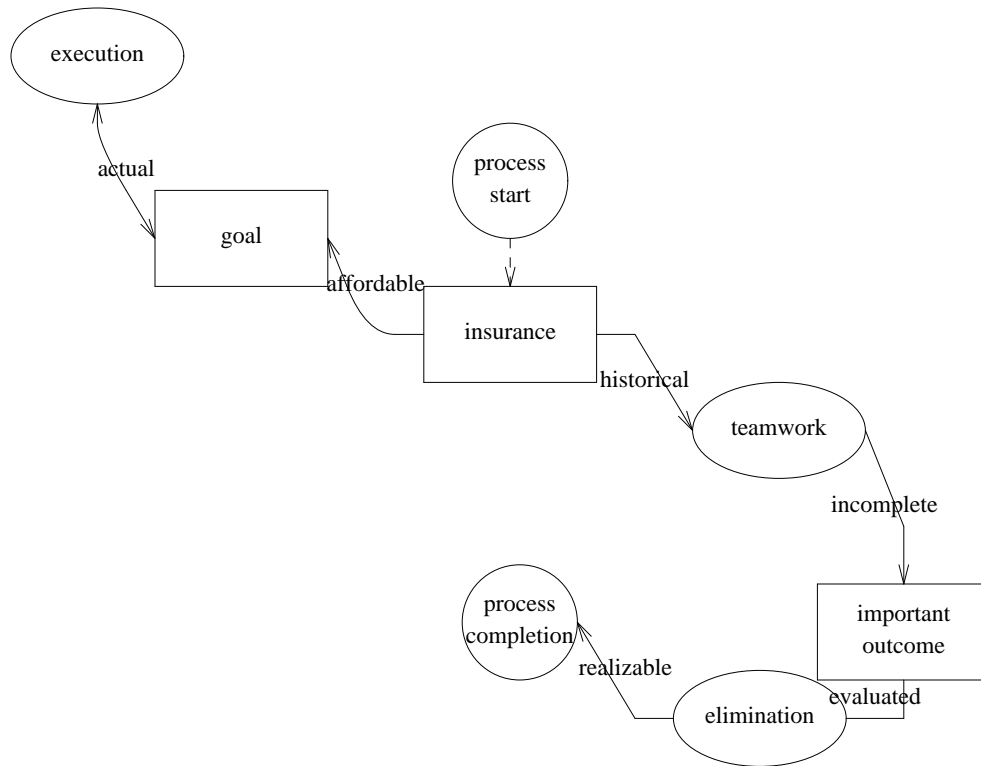 execution
actual
process
start
goal
affordable
insurance
historical
teamwork
incomplete
process
completion
important
outcome
realizable
evaluated
elimination